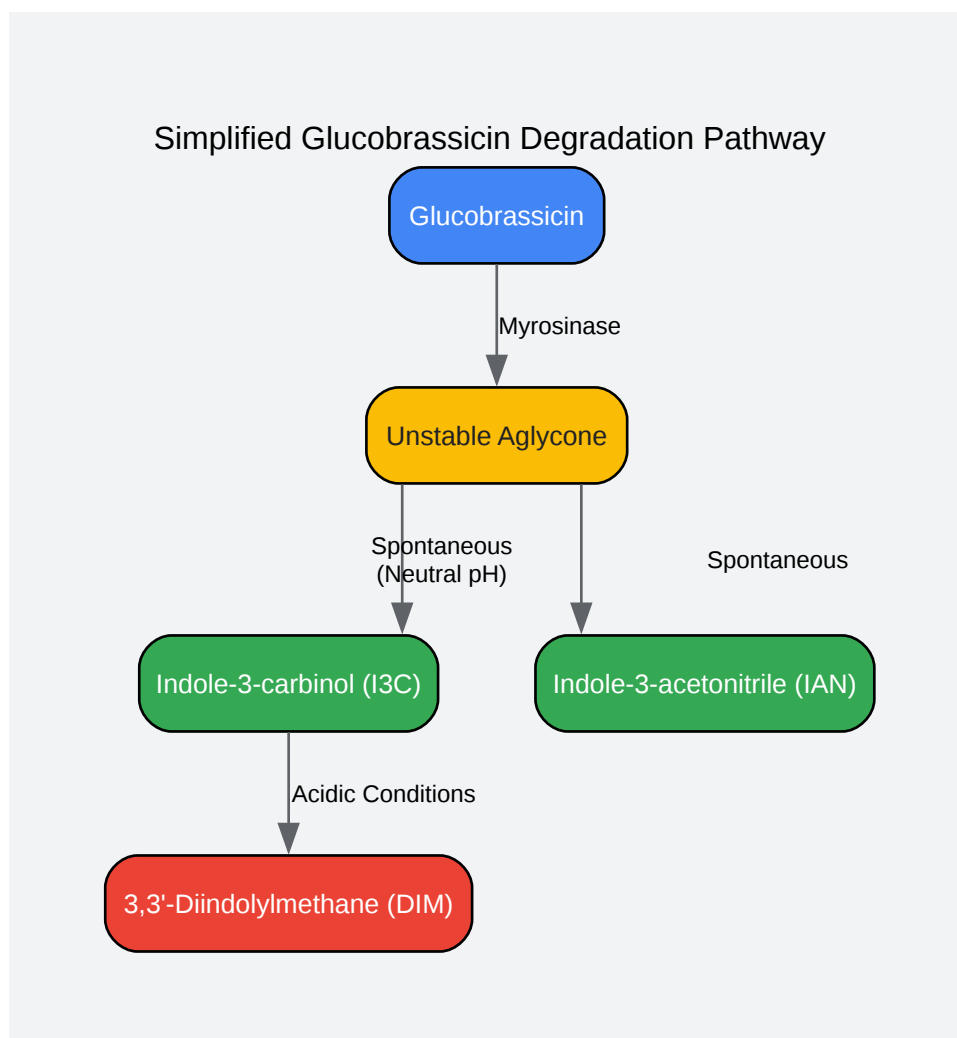 Simplified Glucobrassicin Degradation Pathway
Glucobrassicin
Myrosinase
Unstable Aglycone
Spontaneous
(Neutral pH)
Spontaneous
Indole-3-carbinol (I3C)
Indole-3-acetonitrile (IAN)
Acidic Conditions
3,3'-Diindolylmethane (DIM)